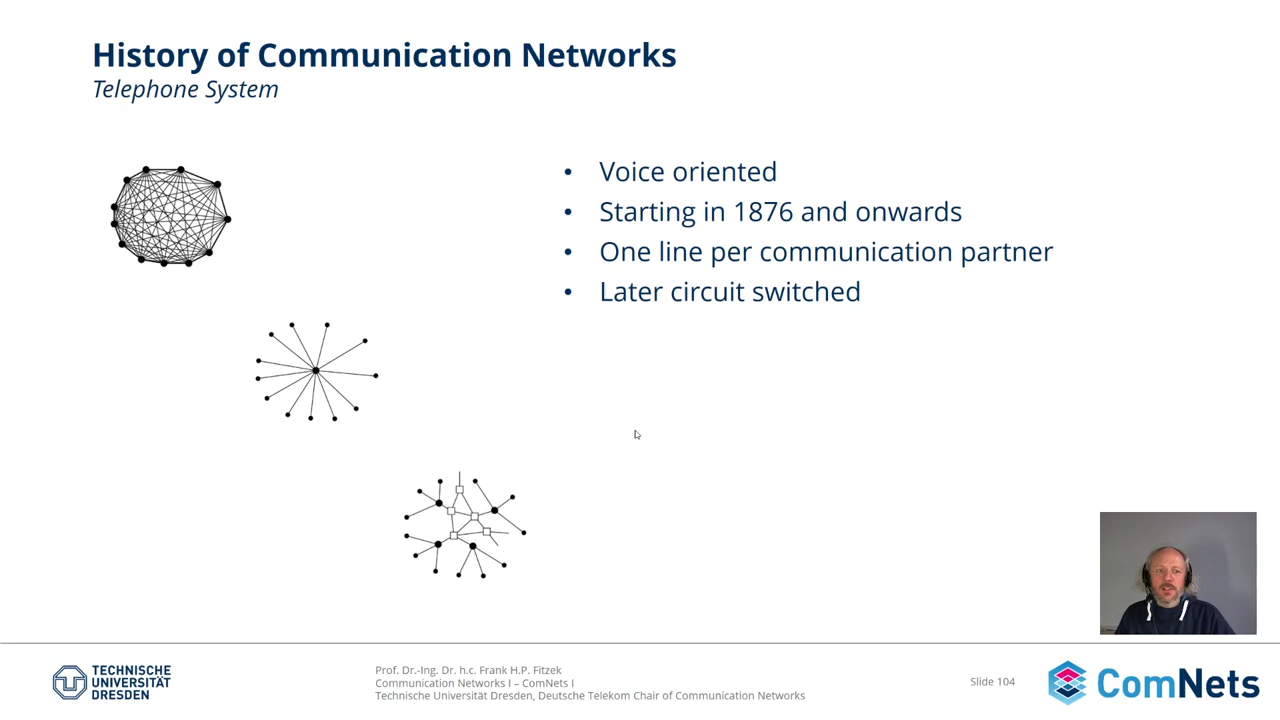 History of Communication Networks
Telephone System
• Voice oriented
• Starting in 1876 and onwards
• One line per communication partner
• Later circuit switched
TECHNISCHE
UNIVERSITÄT
DRESDEN
Prof. Dr.-Ing. Dr. h.c. Frank H.P. Fitzek
Communication Networks I – ComNets I
Technische Universität Dresden, Deutsche Telekom Chair of Communication Networks
Slide 104
ComNets